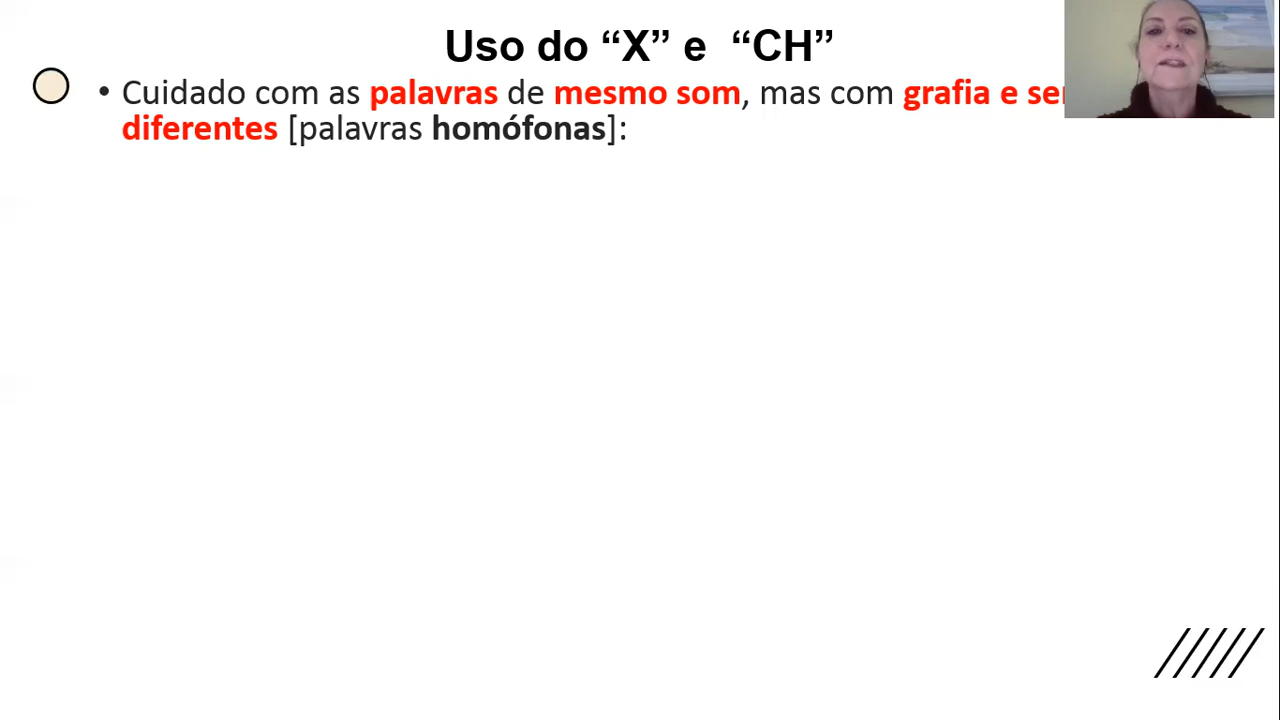 Uso do “X” e “CH”
• Cuidado com as palavras de mesmo som, mas com grafia e
diferentes [palavras homófonas]: